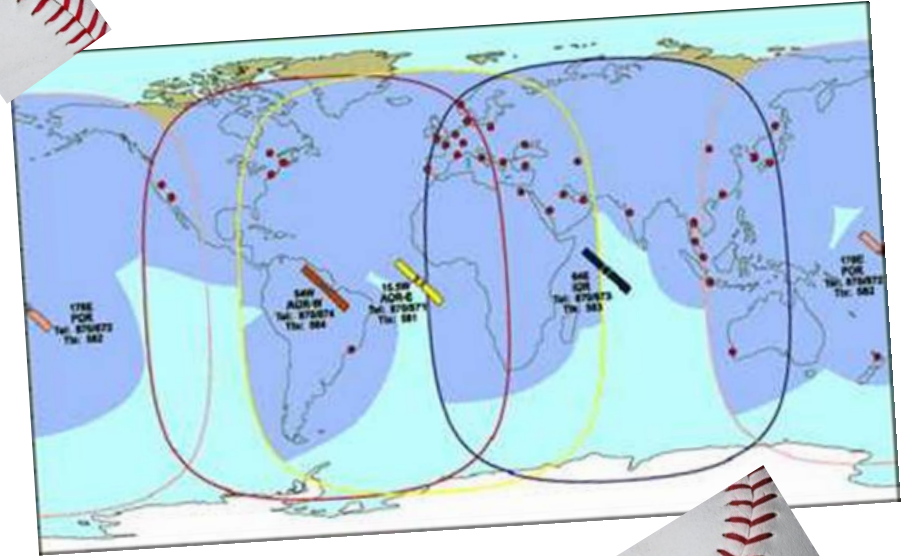 178E
POR
Tel: 870/872
Tlx: 582
54W
AOR-W
Tel: 870/874
Tlx: 584
15.5W
AOR-E
Tel: 870/871
Tlx: 581
64E
IOR
Tel: 870/873
Tlx: 583
178E
POR
Tel: 870/872
Tlx: 582